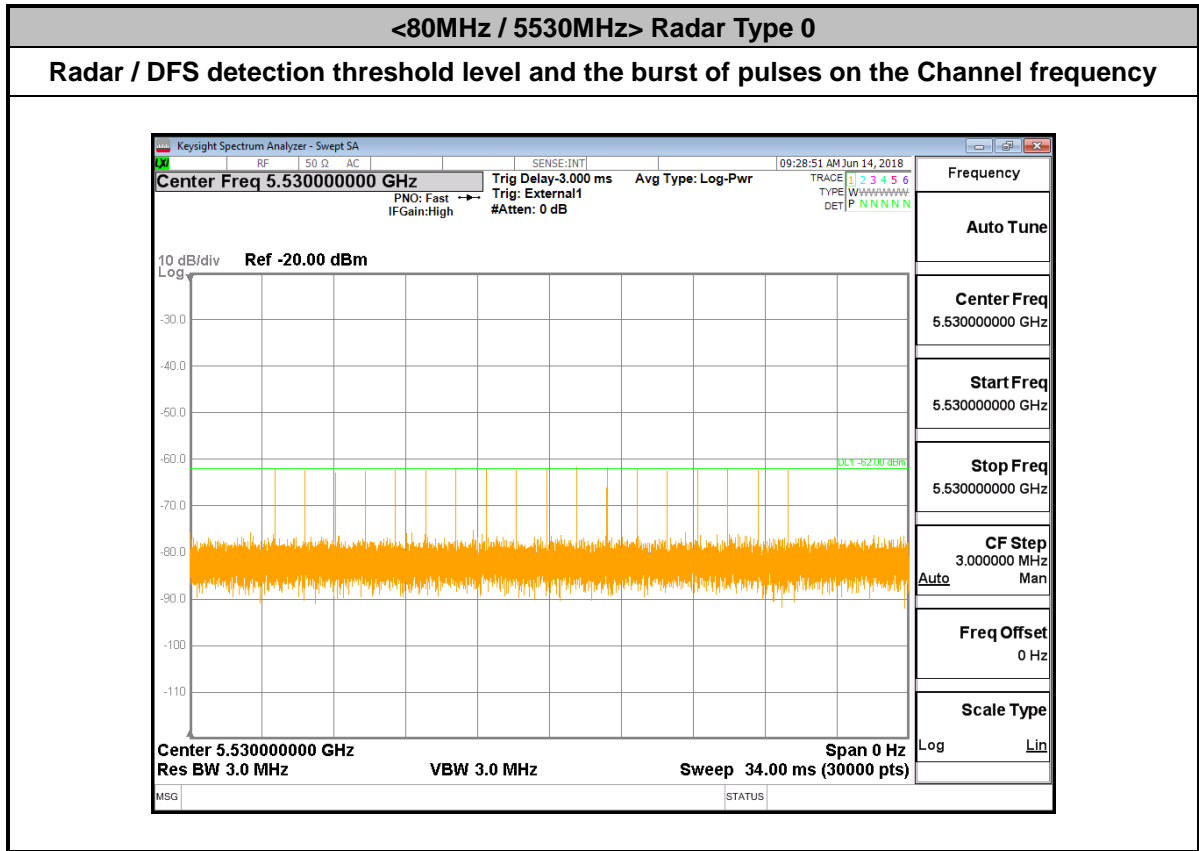 <80MHz / 5530MHz> Radar Type 0
Radar / DFS detection threshold level and the burst of pulses on the Channel frequency
Keysight Spectrum Analyzer - Swept SA
LXI RF 50 Ω AC SENSE:INT 09:28:51 AM Jun 14, 2018
Center Freq 5.530000000 GHz
PNO: Fast
IFGain:High
Trig Delay-3.000 ms
Trig: External1
#Atten: 0 dB
Avg Type: Log-Pwr
TRACE 1 2 3 4 5 6
TYPE WWWWWW
DET P N N N N N
10 dB/div
Log
Ref -20.00 dBm
-30.0
-40.0
-50.0
-60.0
-70.0
-80.0
-90.0
-100
-110
DL1 -62.00 dBm
Center 5.530000000 GHz
Span 0 Hz
Res BW 3.0 MHz
VBW 3.0 MHz
Sweep 34.00 ms (30000 pts)
MSG
STATUS
Frequency
Auto Tune
Center Freq
5.530000000 GHz
Start Freq
5.530000000 GHz
Stop Freq
5.530000000 GHz
CF Step
3.000000 MHz
Auto Man
Freq Offset
0 Hz
Scale Type
Log Lin